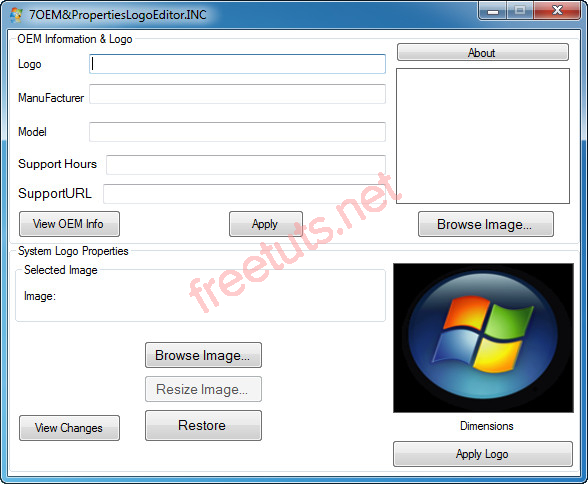 7OEM&PropertiesLogoEditor.INC
OEM Information & Logo
Logo
About
ManuFacturer
Model
Support Hours
SupportURL
View OEM Info
Apply
Browse Image...
freetuts.net
System Logo Properties
Selected Image
Image:
Browse Image...
Resize Image...
View Changes
Restore
Dimensions
Apply Logo